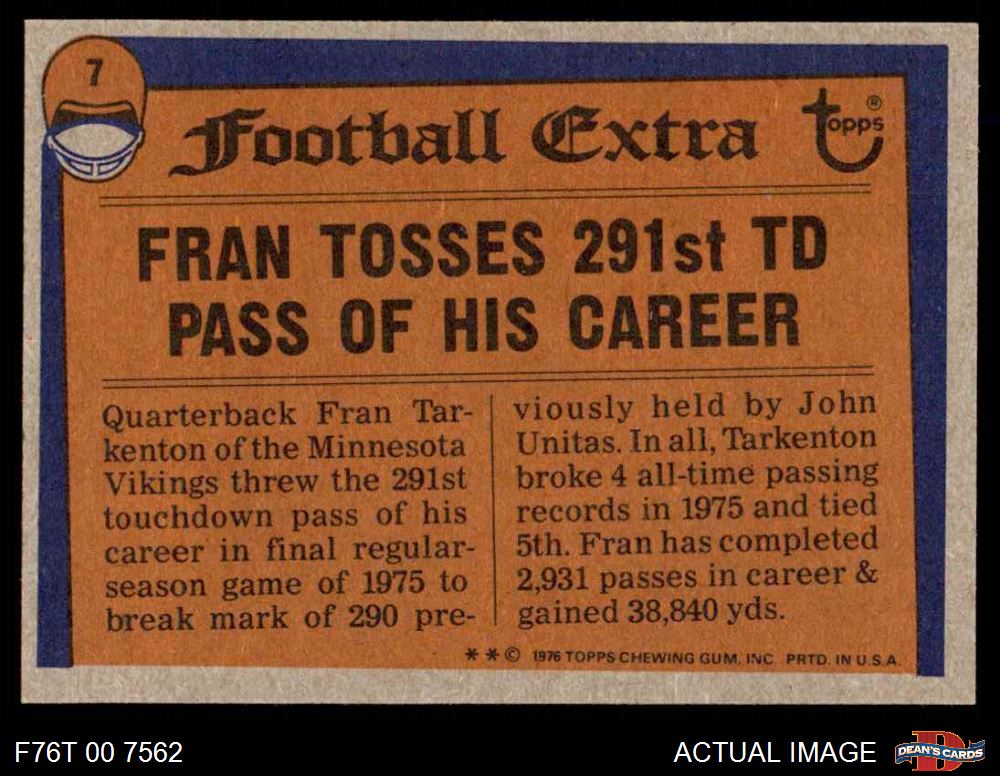 7
Football Extra
Topps®
FRAN TOSSES 291st TD
PASS OF HIS CAREER
Quarterback Fran Tar-
kenton of the Minnesota
Vikings threw the 291st
touchdown pass of his
career in final regular-
season game of 1975 to
break mark of 290 pre-
viously held by John
Unitas. In all, Tarkenton
broke 4 all-time passing
records in 1975 and tied
5th. Fran has completed
2,931 passes in career &
gained 38,840 yds.
* * © 1976 TOPPS CHEWING GUM, INC. PRTD. IN U.S.A.
F76T 00 7562
ACTUAL IMAGE
DEAN'S CARDS